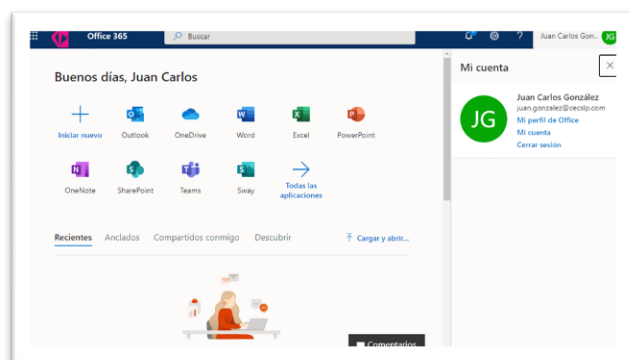 Office 365
Buscar
?
Juan Carlos Gon..
JG
Buenos días, Juan Carlos
Iniciar nuevo
Outlook
OneDrive
Word
Excel
PowerPoint
OneNote
SharePoint
Teams
Sway
Todas las
aplicaciones
Recientes
Anclados
Compartidos conmigo
Descubrir
Cargar y abrir...
Comentarios
Mi cuenta
JG
Juan Carlos González
juan.gonzalez@cecslp.com
Mi perfil de Office
Mi cuenta
Cerrar sesión